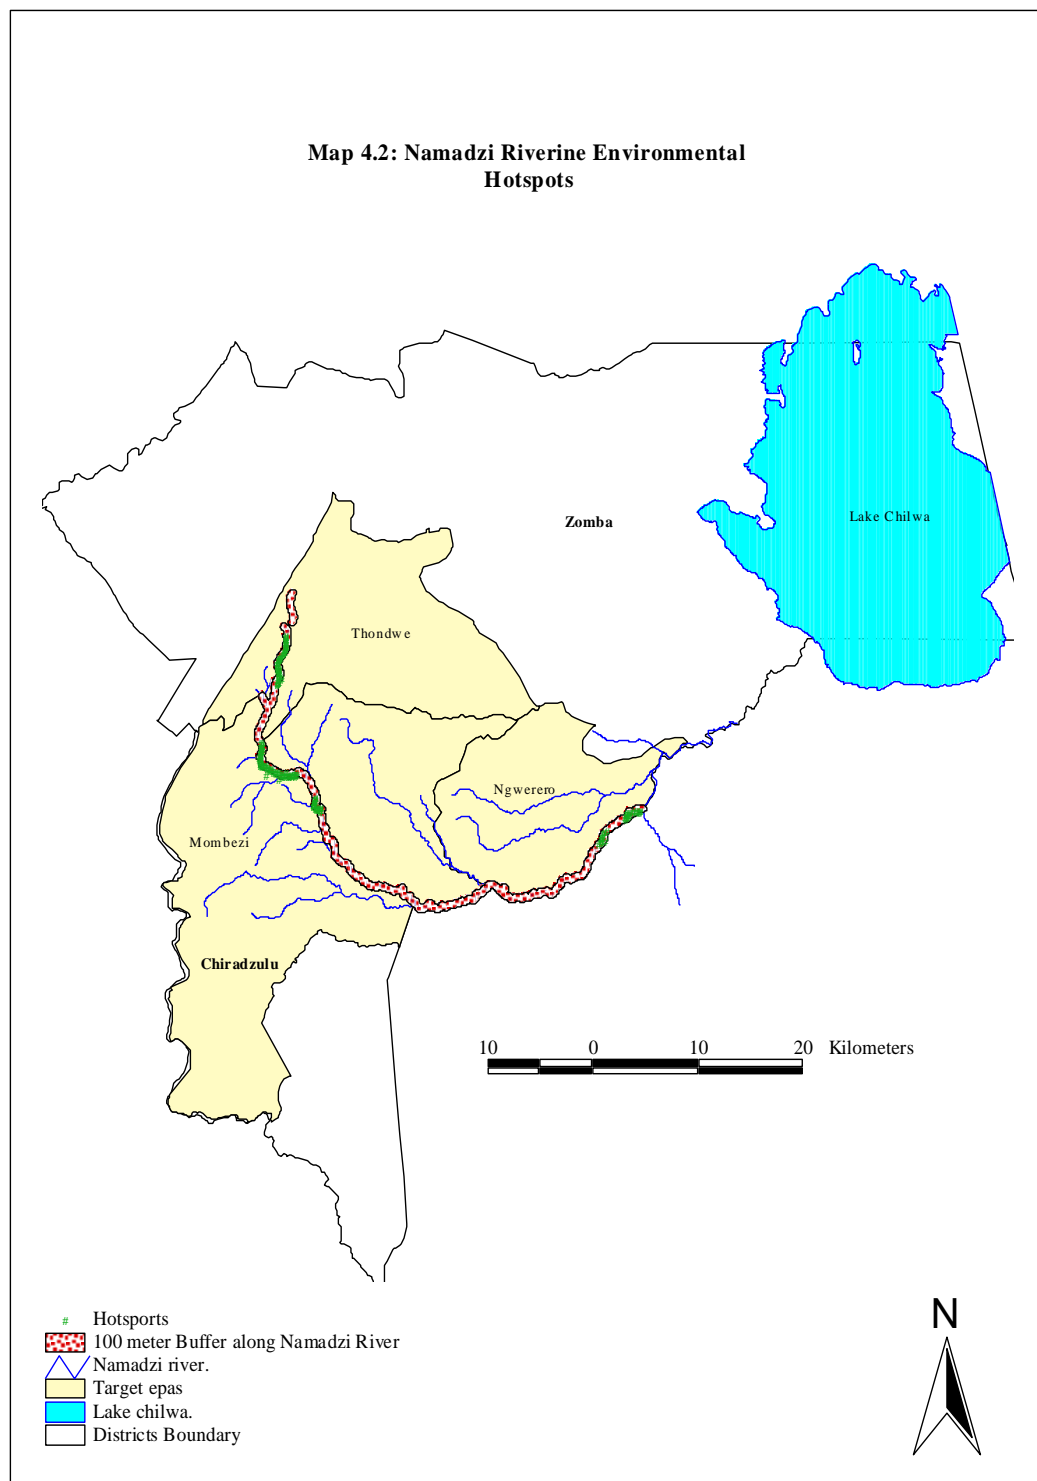 Map 4.2: Namadzi Riverine Environmental
Hotspots
Zomba
Lake Chilwa
Thondwe
Ngwerero
Mombezi
Chiradzulu
10 0 10 20 Kilometers
N
# Hotsports
100 meter Buffer along Namadzi River
Namadzi river.
Target epas
Lake chilwa.
Districts Boundary